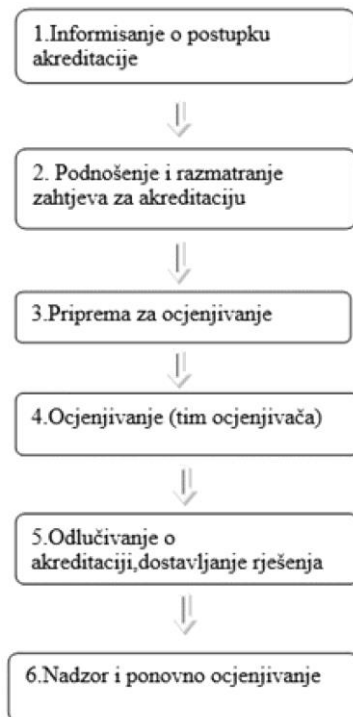 1.Informisanje o postupku
akreditacije
2. Podnošenje i razmatranje
zahtjeva za akreditaciju
3.Priprema za ocjenjivanje
4.Ocjenjivanje (tim ocjenjivača)
5.Odlučivanje o
akreditaciji,dostavljanje rješenja
6.Nadzor i ponovno ocjenjivanje